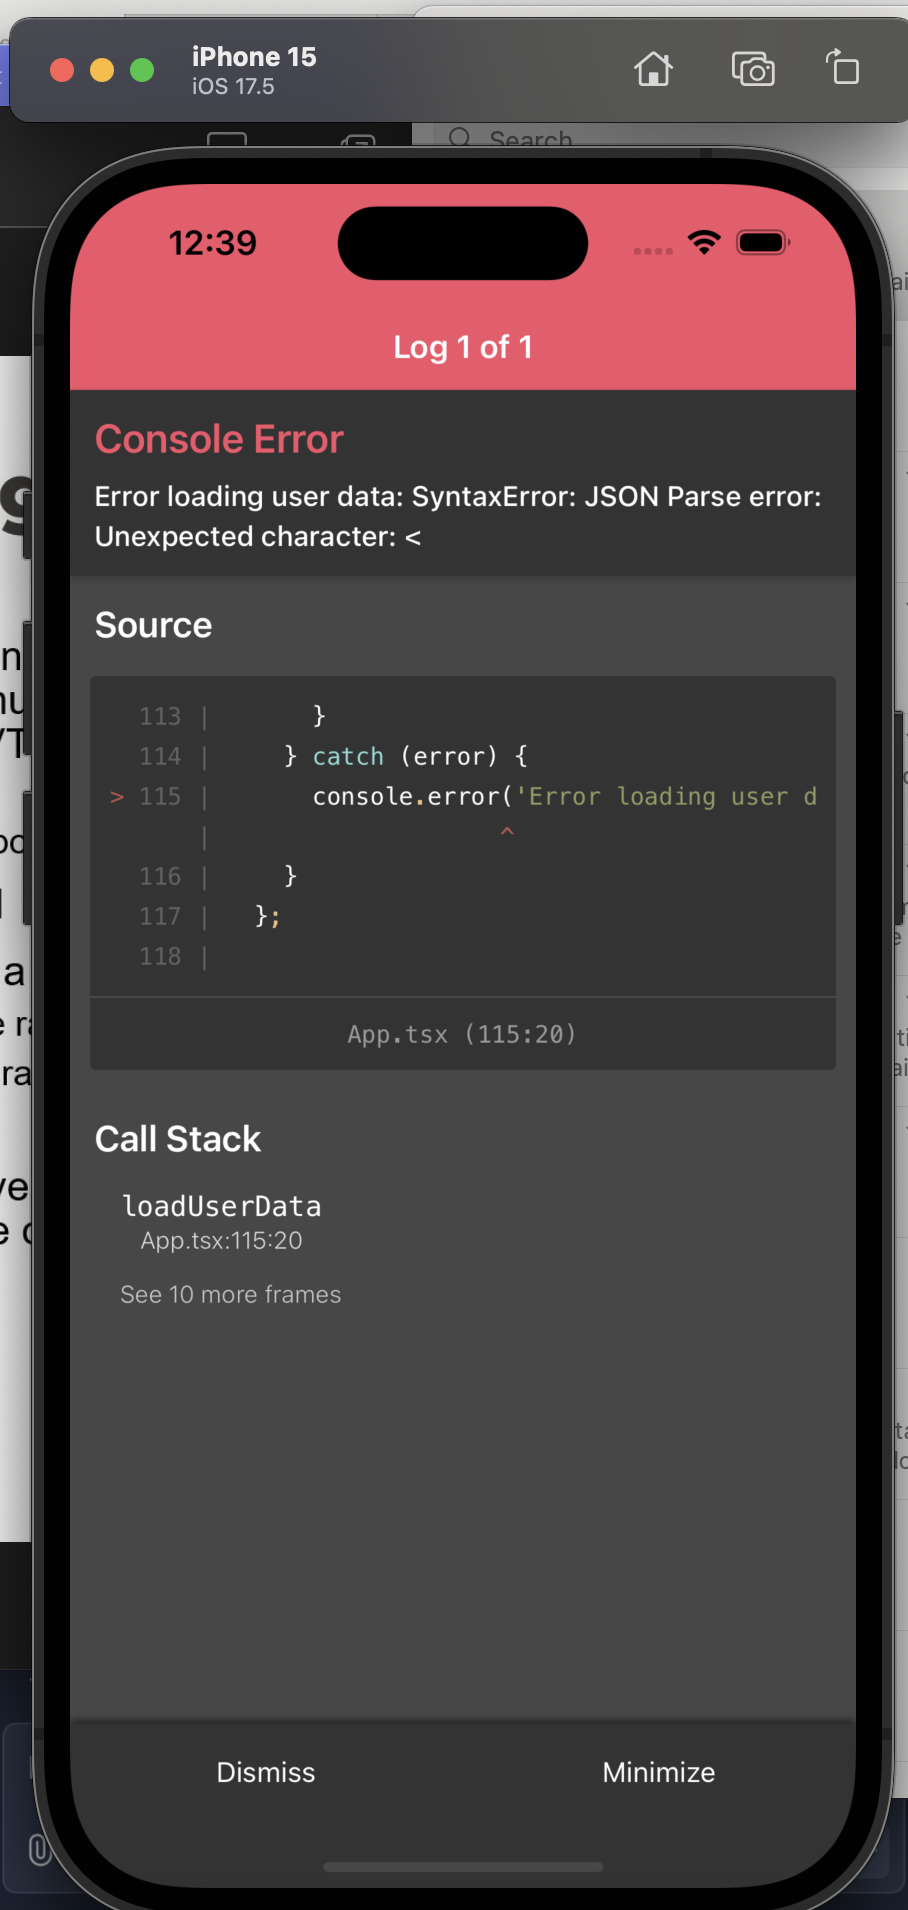 iPhone 15
iOS 17.5
Search
12:39
Log 1 of 1
Console Error
Error loading user data: SyntaxError: JSON Parse error:
Unexpected character: <
Source
113 | }
114 | } catch (error) {
> 115 | console.error('Error loading user d
| ^
116 | }
117 | };
118 |
App.tsx (115:20)
Call Stack
loadUserData
App.tsx:115:20
See 10 more frames
Dismiss
Minimize